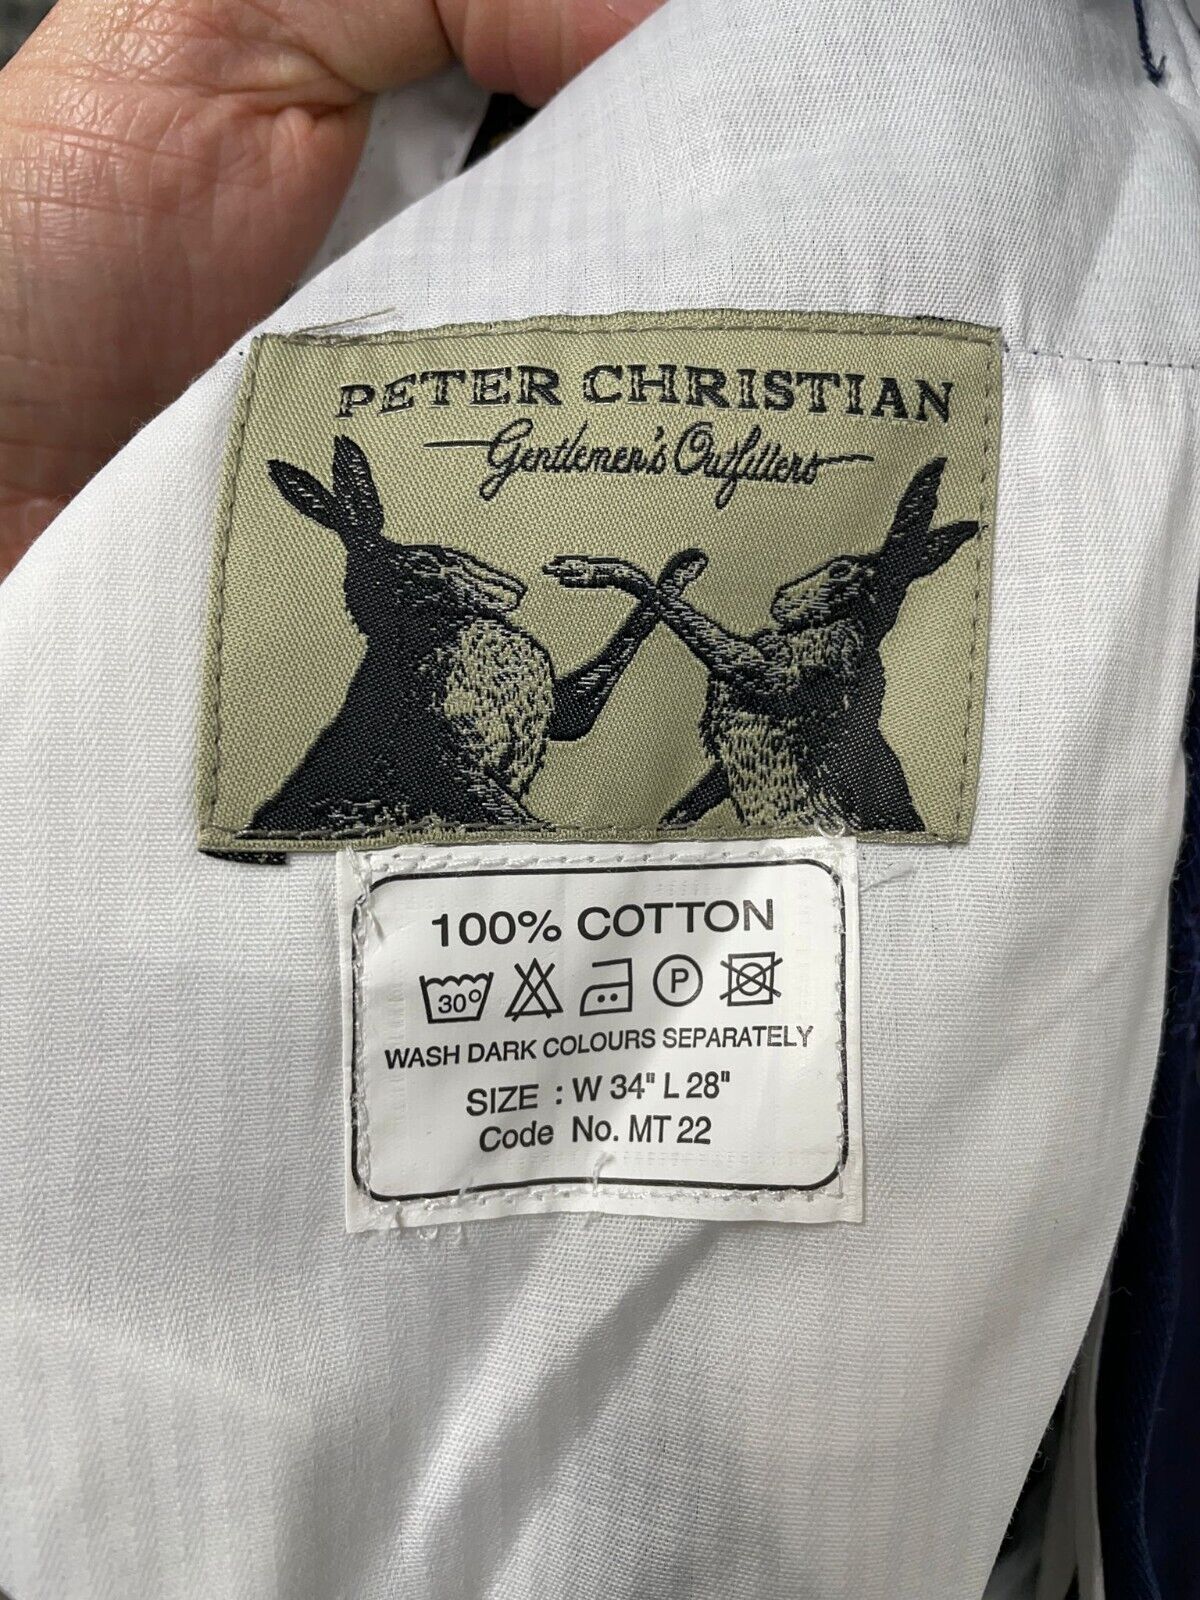 PETER CHRISTIAN
Gentlemen's Outfitters
100% COTTON
30° P
WASH DARK COLOURS SEPARATELY
SIZE : W 34" L 28"
Code No. MT 22